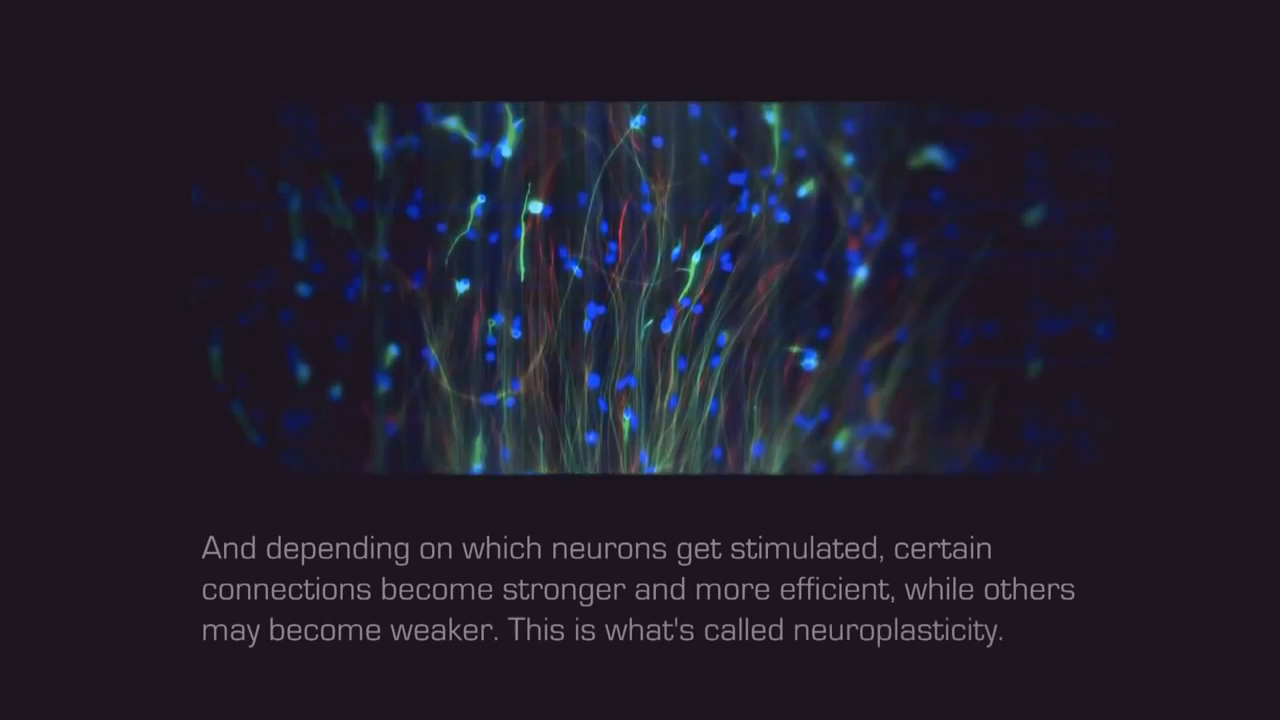 And depending on which neurons get stimulated, certain
connections become stronger and more efficient, while others
may become weaker. This is what's called neuroplasticity.